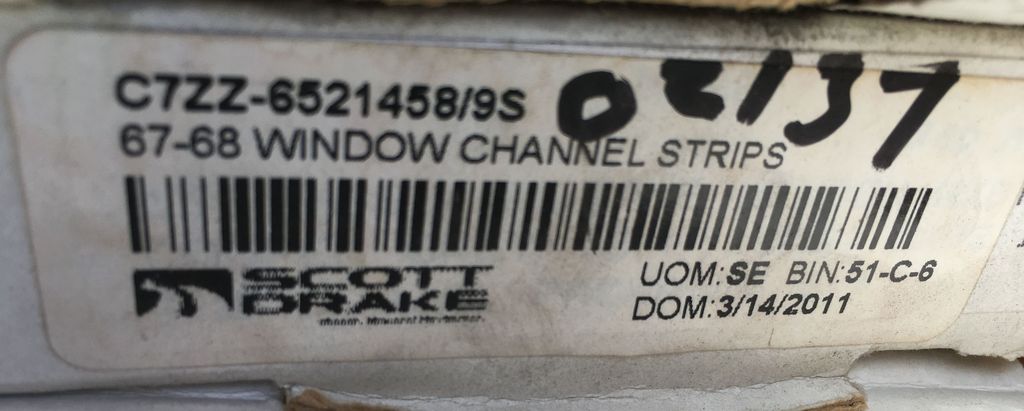 C7ZZ-6521458/9S
67-68 WINDOW CHANNEL STRIPS
SCOTT
DRAKE
UOM:SE BIN:51-C-6
DOM:3/14/2011